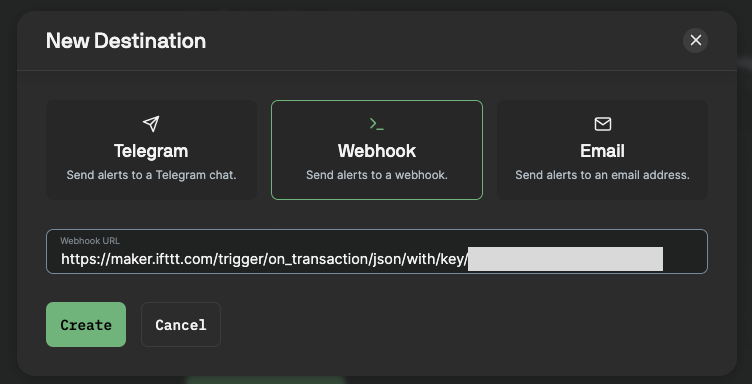 New Destination
Telegram
Send alerts to a Telegram chat.
Webhook
Send alerts to a webhook.
Email
Send alerts to an email address.
Webhook URL
https://maker.ifttt.com/trigger/on_transaction/json/with/key/
Create
Cancel